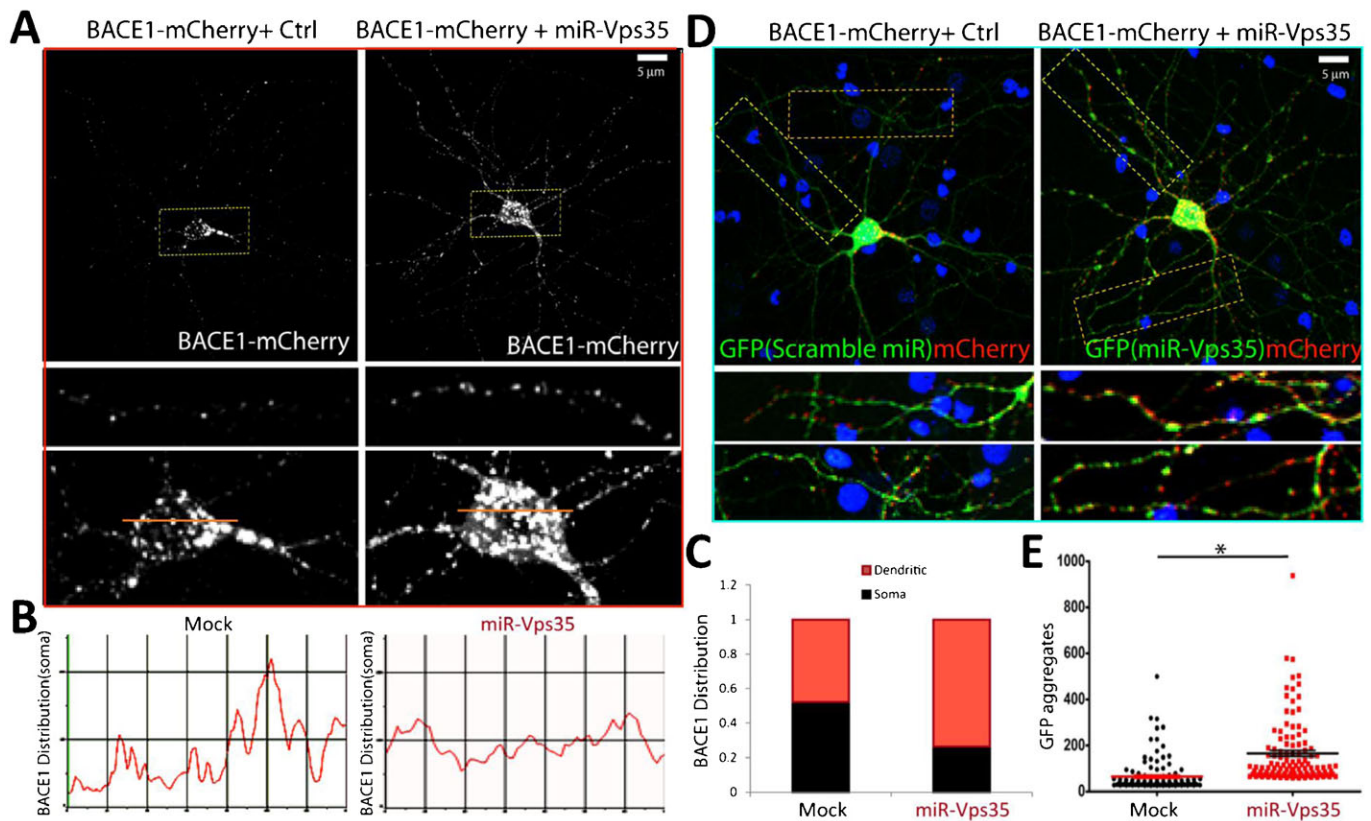 A
BACE1-mCherry+ Ctrl
BACE1-mCherry + miR-Vps35
5 µm
BACE1-mCherry
BACE1-mCherry
D
BACE1-mCherry+ Ctrl
BACE1-mCherry + miR-Vps35
5 µm
GFP(Scramble miR)mCherry
GFP(miR-Vps35)mCherry
B
Mock
miR-Vps35
BACE1 Distribution(soma)
BACE1 Distribution(soma)
C
Dendritic
Soma
BACE1 Distribution
1.2
1
0.8
0.6
0.4
0.2
0
Mock
miR-Vps35
E
*
GFP aggregates
1000
800
600
400
200
0
Mock
miR-Vps35